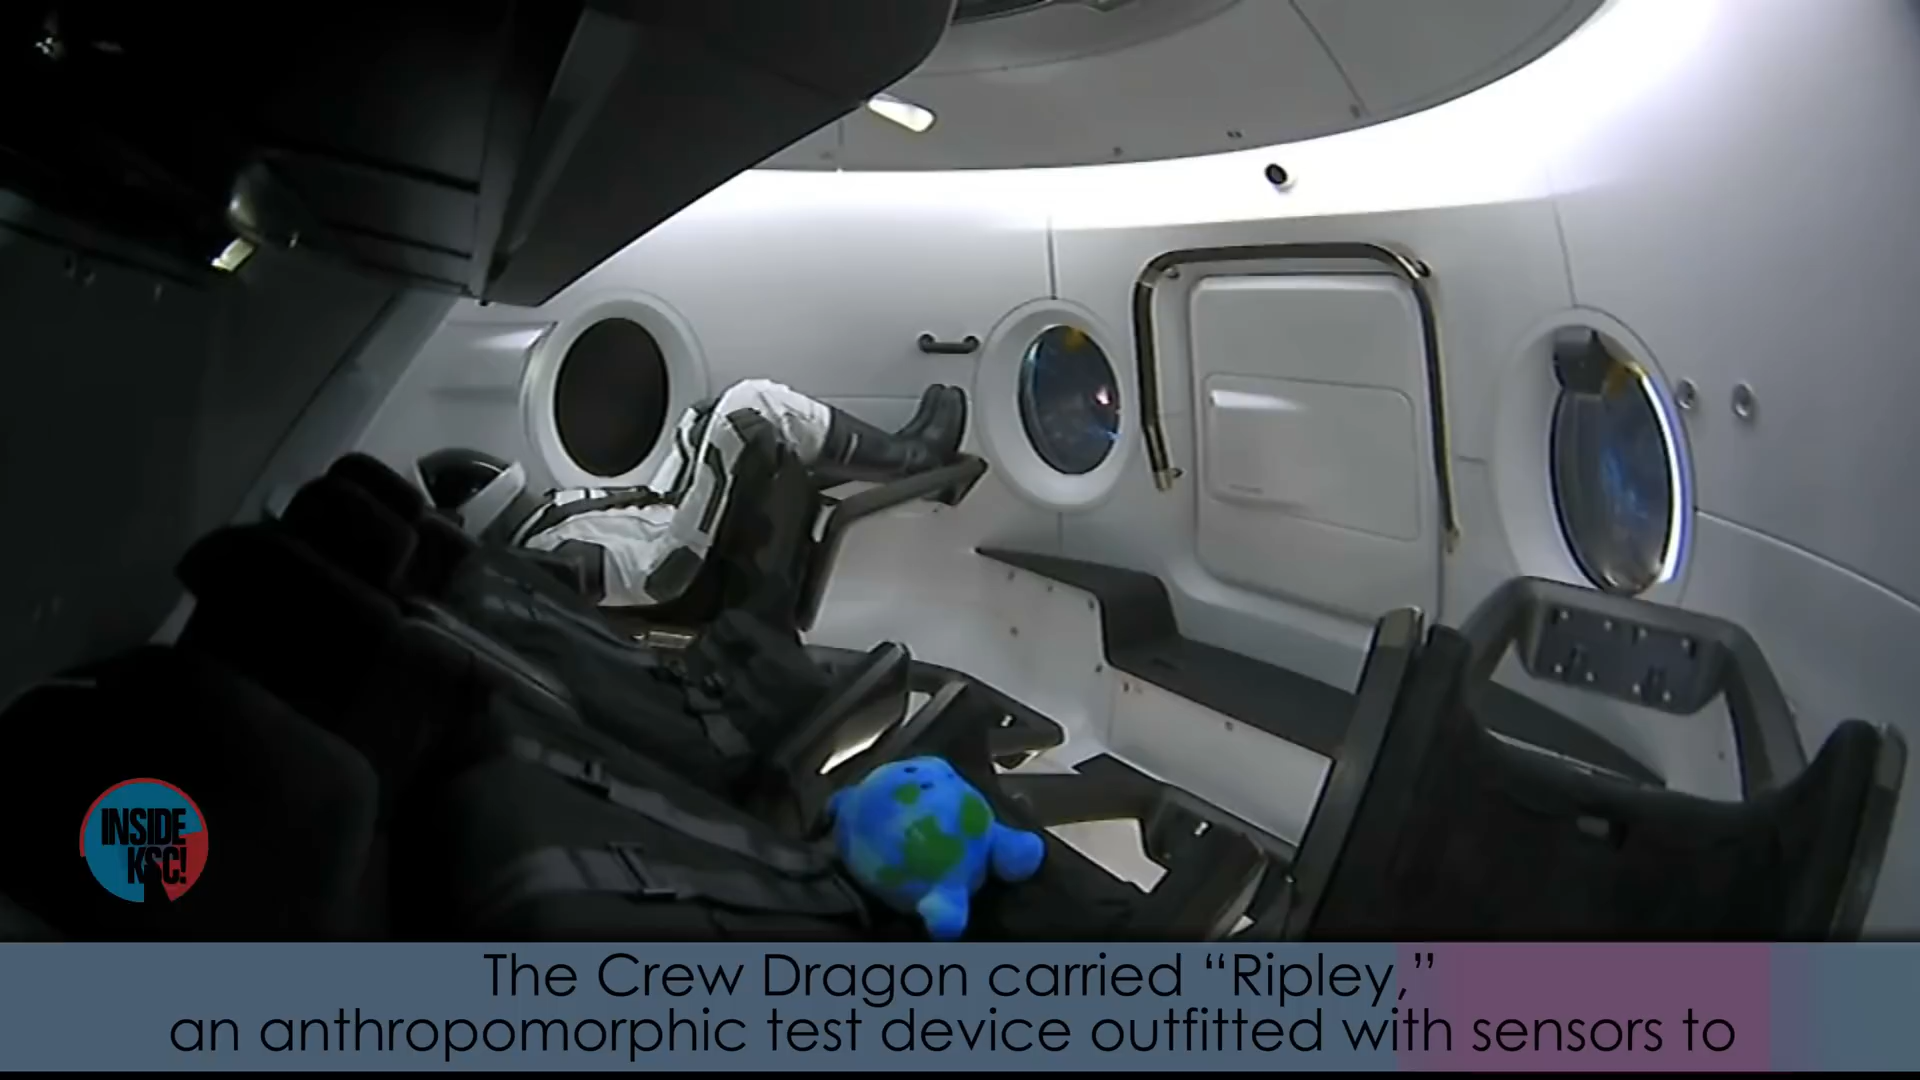 INSIDE
KSC!
The Crew Dragon carried “Ripley,”
an anthropomorphic test device outfitted with sensors to